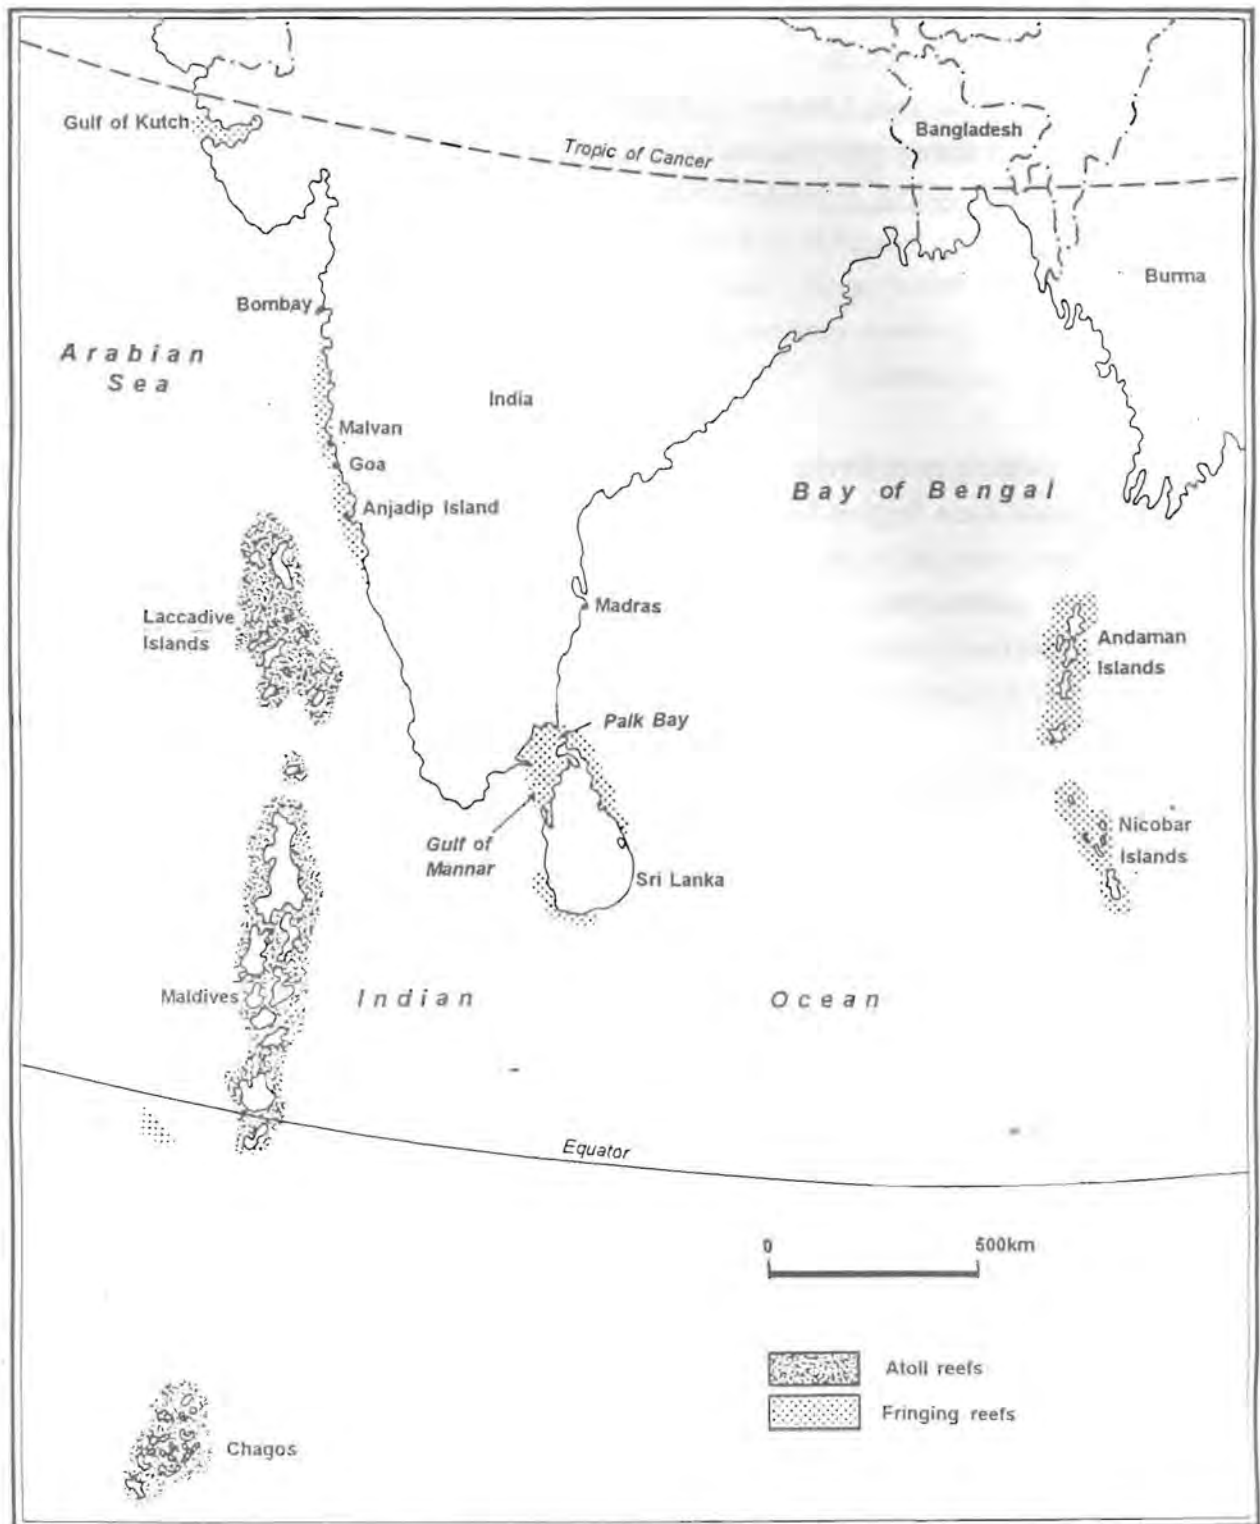 Gulf of Kutch
Tropic of Cancer
Bangladesh
Burma
Bombay
Arabian
Sea
India
Malvan
Goa
Anjadip Island
Bay of Bengal
Laccadive
Islands
Madras
Andaman
Islands
Palk Bay
Gulf of
Mannar
Sri Lanka
Nicobar
Islands
Maldives
Indian Ocean
Equator
0 500km
Atoll reefs
Fringing reefs
Chagos